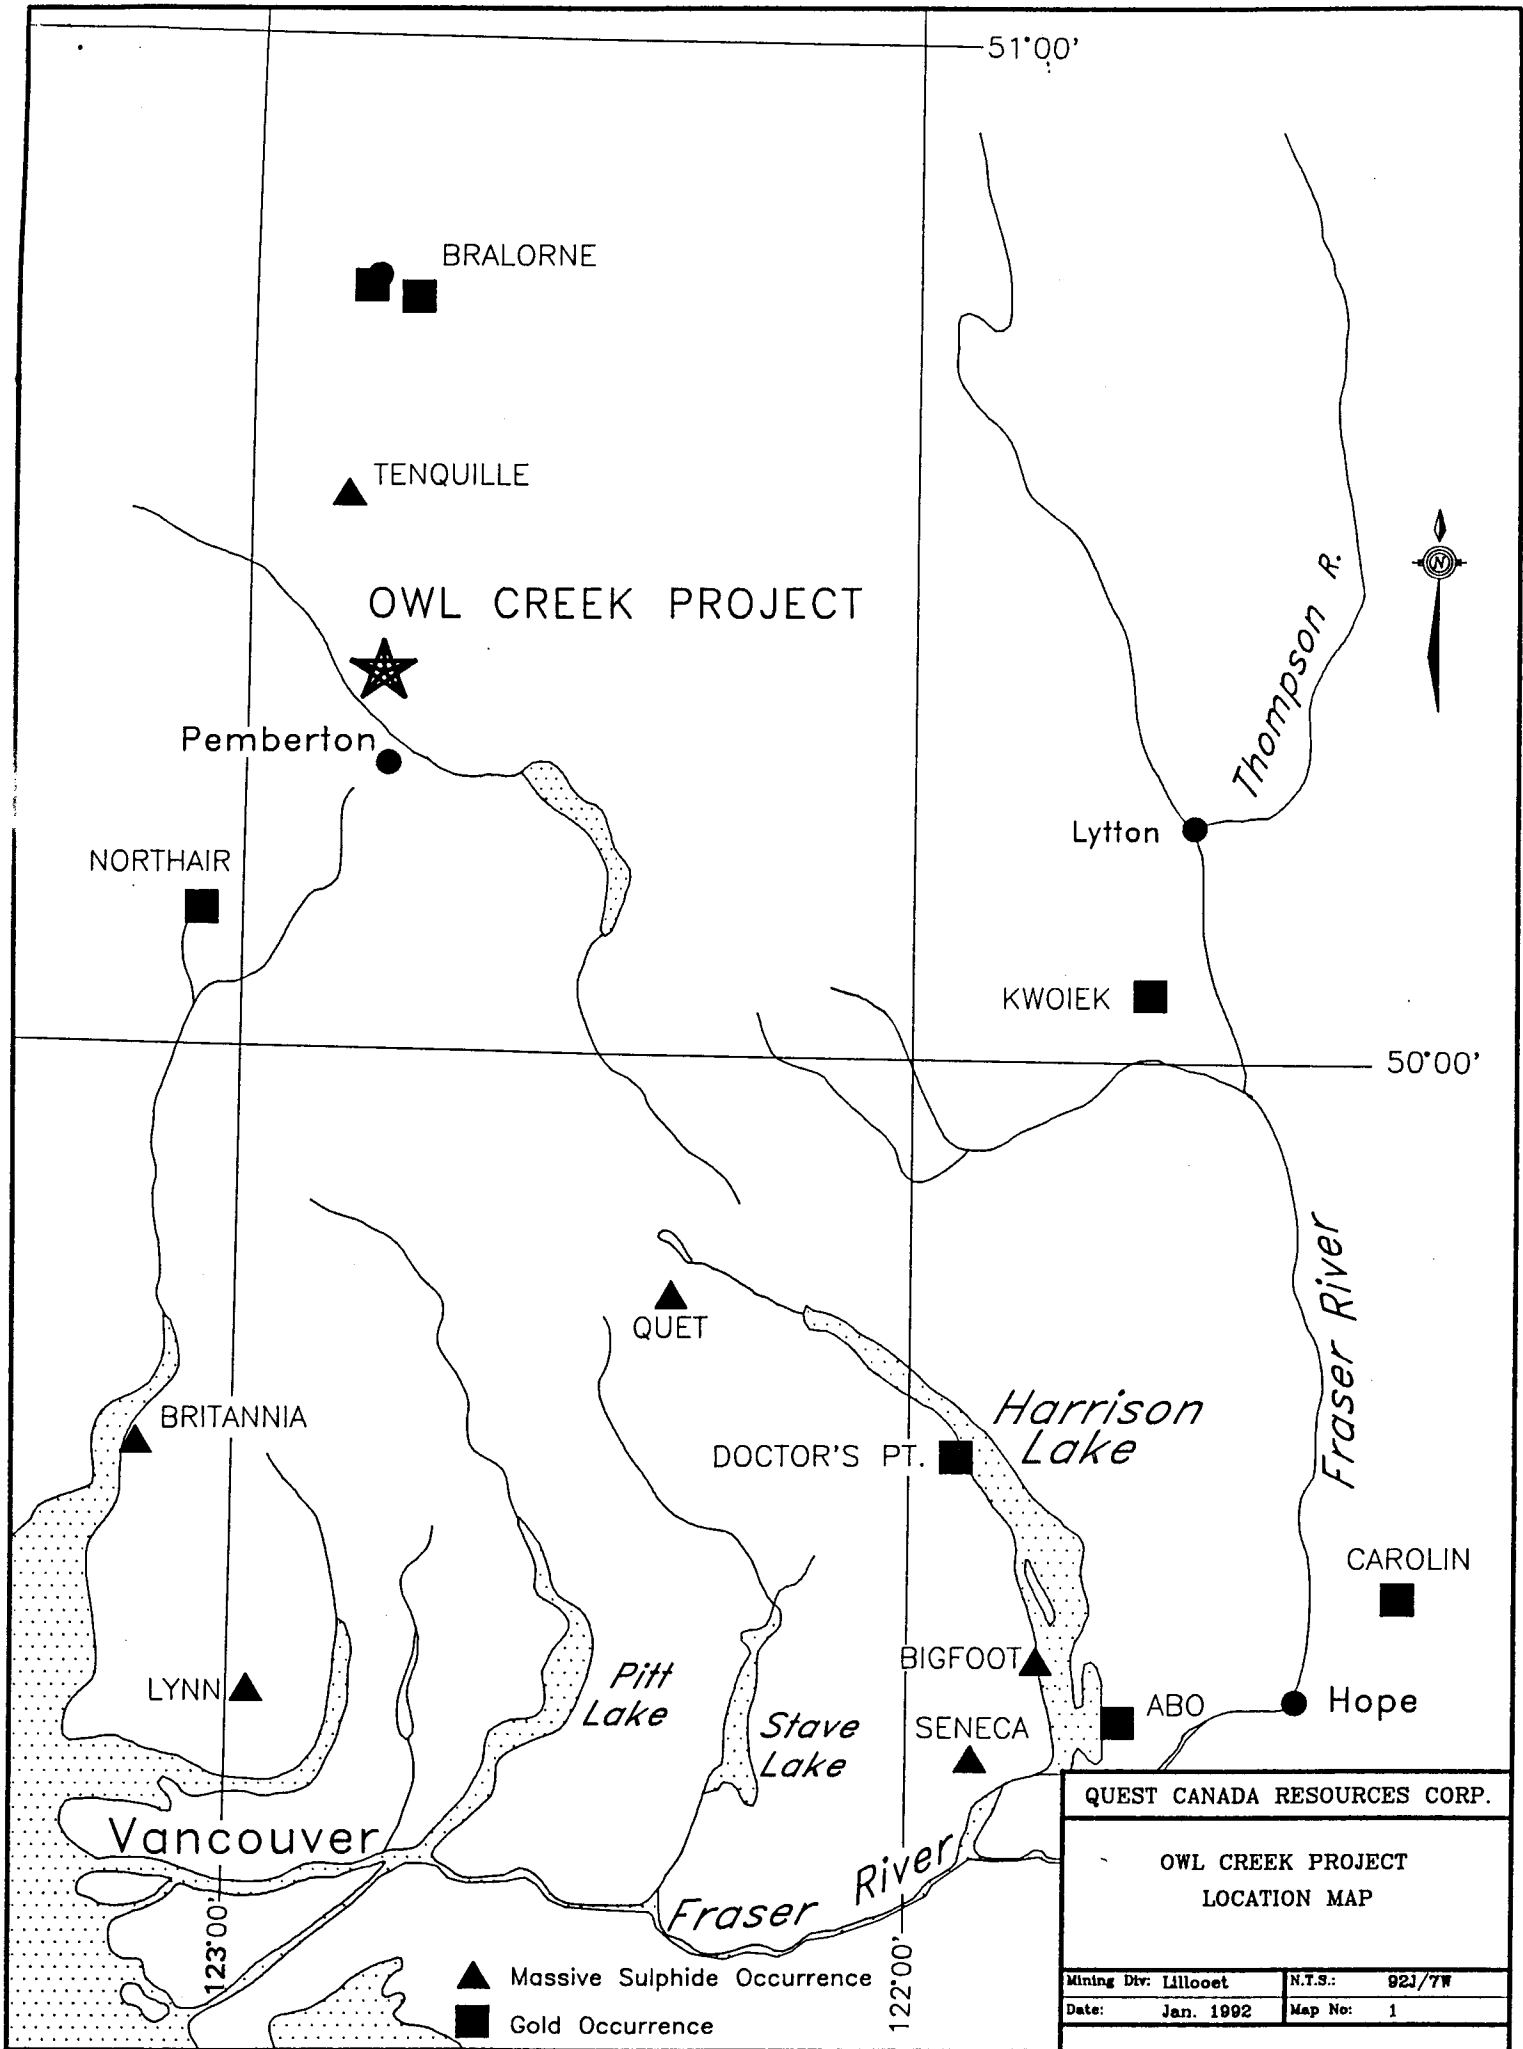 51°00'
BRALORNE
TENQUILLE
OWL CREEK PROJECT
Thompson R.
Pemberton
Lytton
NORTHAIR
KWOIEK
50°00'
N
QUET
Fraser River
BRITANNIA
Harrison
Lake
DOCTOR'S PT.
CAROLIN
BIGFOOT
Pitt
Lake
LYNN
ABO
Hope
Stave
Lake
SENECA
Vancouver
Fraser River
123°00'
122°00'
Massive Sulphide Occurrence
Gold Occurrence
QUEST CANADA RESOURCES CORP.
OWL CREEK PROJECT
LOCATION MAP
Mining Div: Lillooet
N.T.S.: 92J/7W
Date: Jan. 1992
Map No: 1